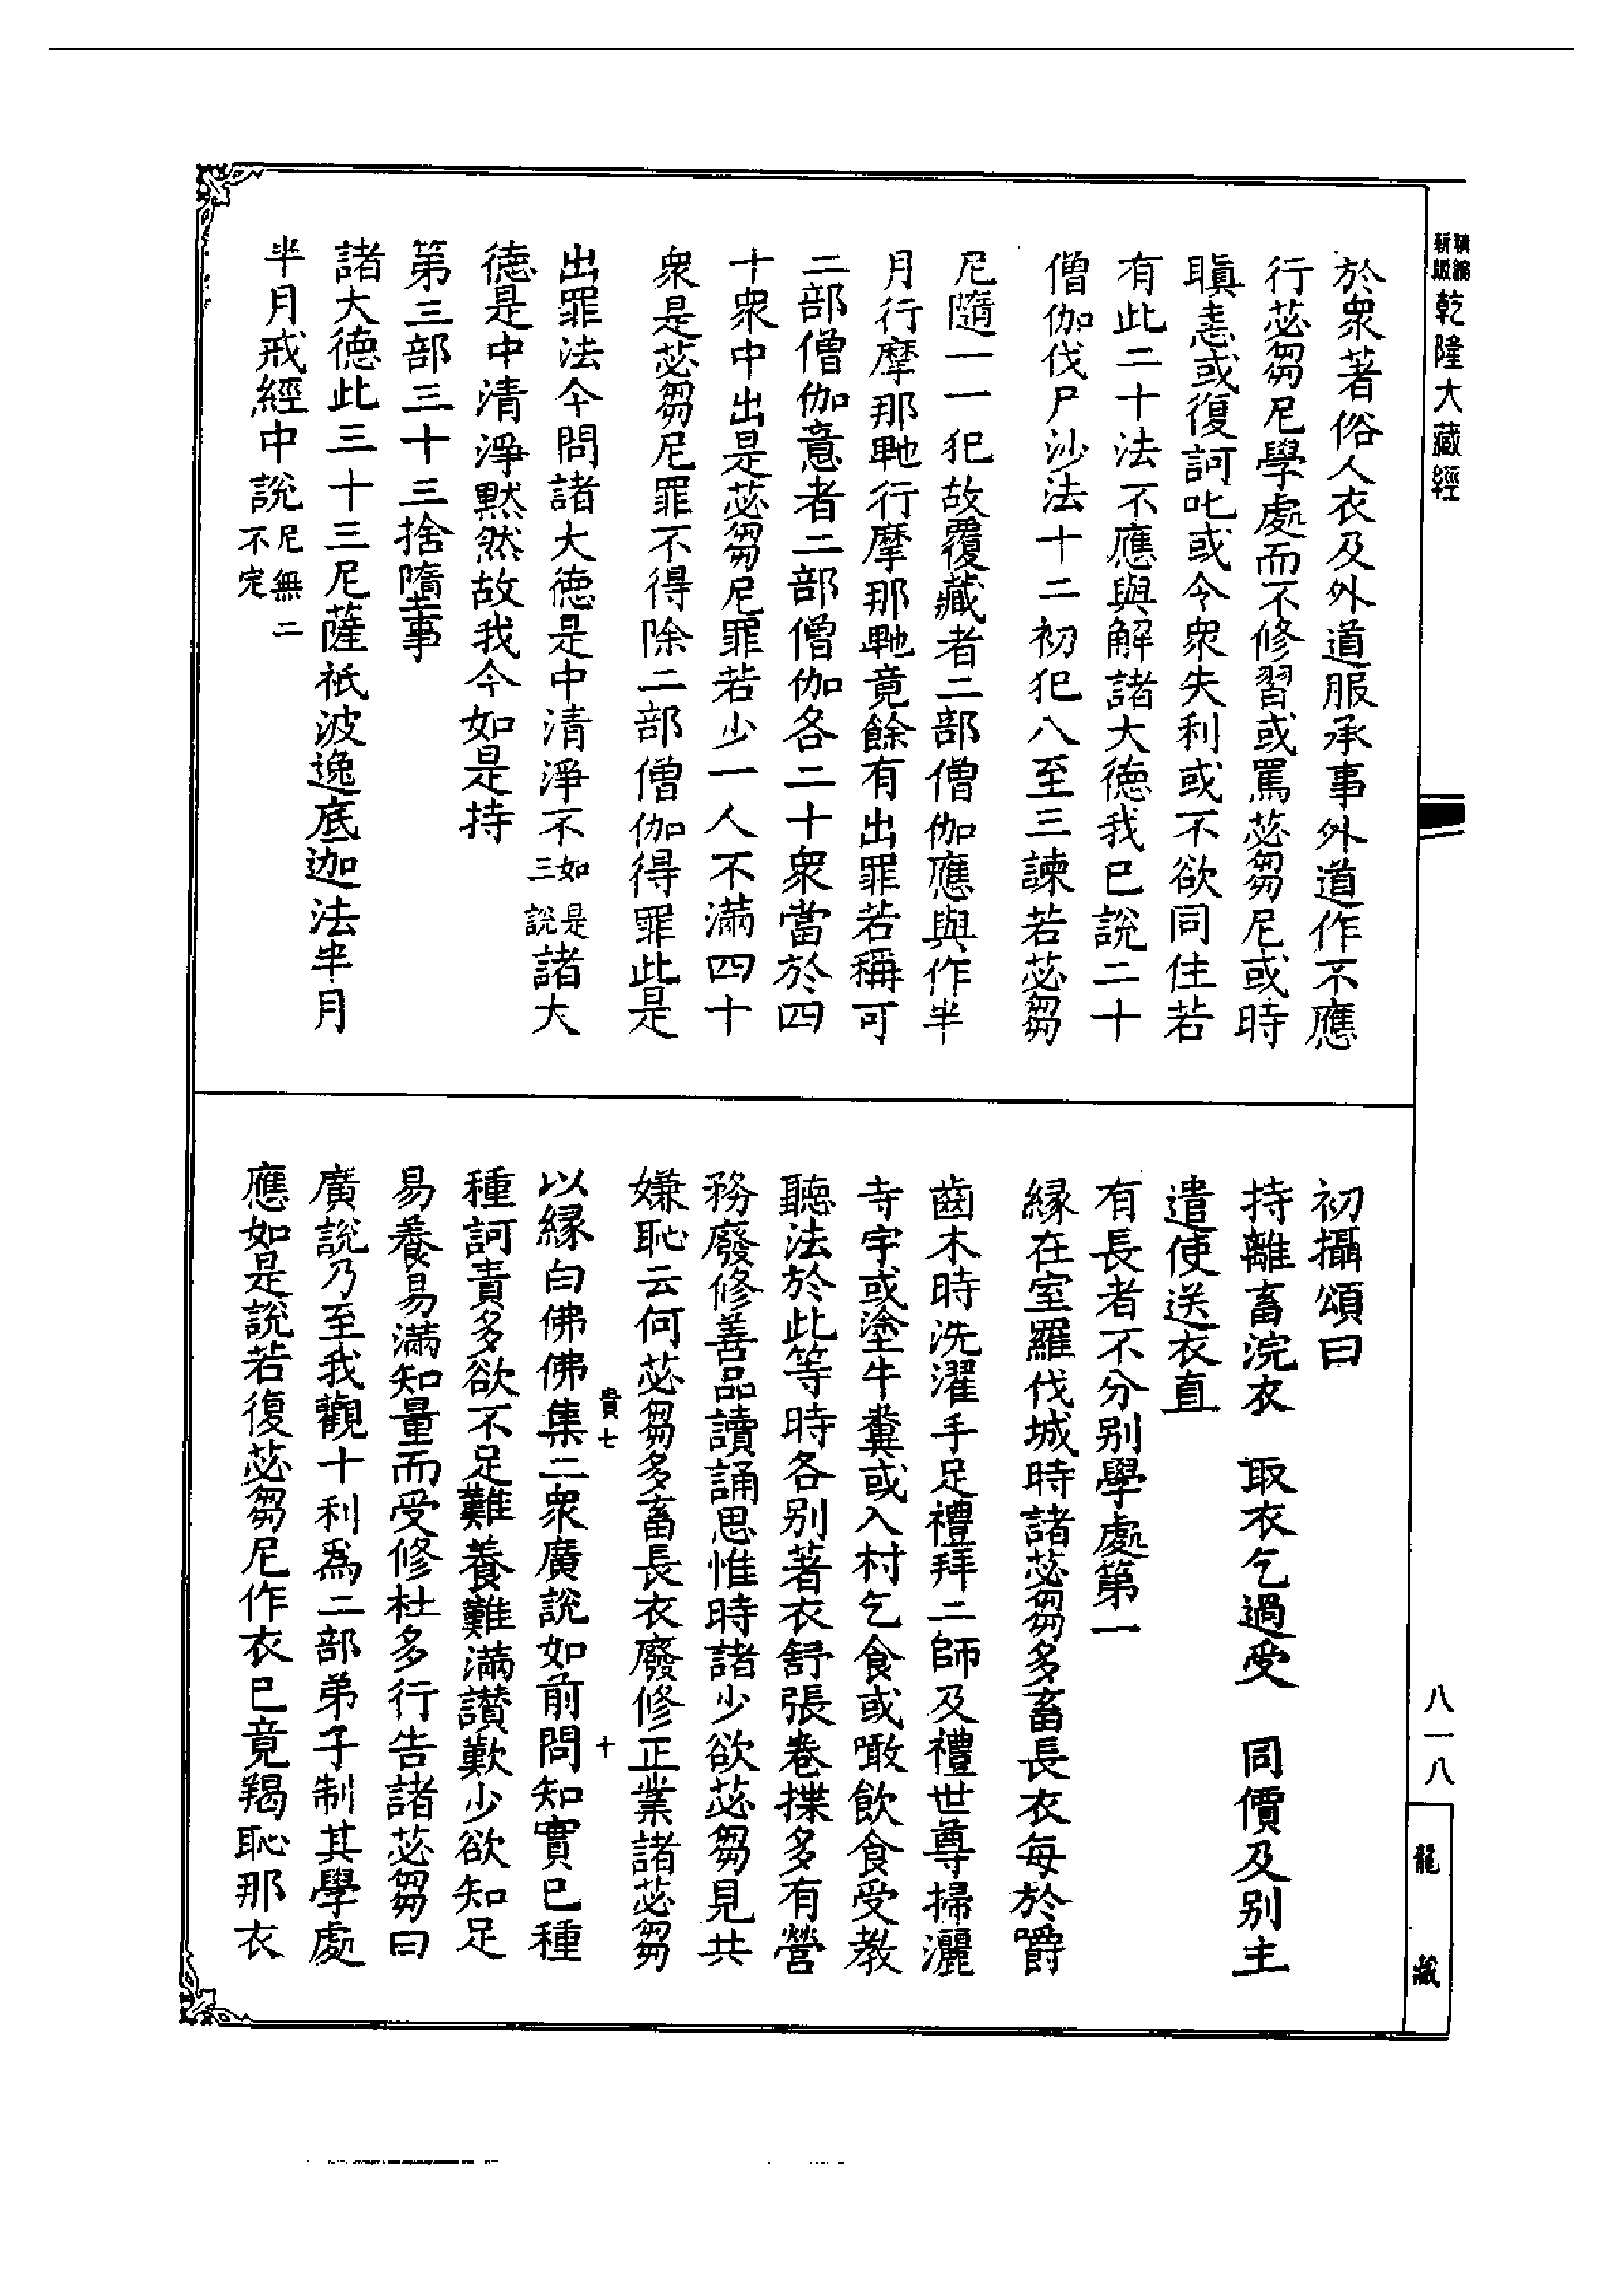 新編
新版
乾隆大藏經
於衆著俗人衣及外道服承事外道作不應
行苾芻尼學處而不修習或罵苾芻尼或時
瞋恚或復訶叱或令衆失利或不欲同住若
有此二十法不應與解諸大德我已說二十
僧伽伐尸沙法十二初犯八至三諫若苾芻
尼隨一一犯故覆藏者二部僧伽應與作半
月行摩那𠾱行摩那𠾱竟餘有出罪若稱可
二部僧伽意者二部僧伽各二十衆當於四
十衆中出是苾芻尼罪若少一人不滿四十
衆是苾芻尼罪不得除二部僧伽得罪此是
出罪法今問諸大德是中清淨不如是三說諸大
德是中清淨默然故我今如是持
第三部三十三捨墮事
諸大德此三十三尼薩祇波逸底迦法半月
半月戒經中說尼無二不定
初攝頌曰
持離畜浣衣　取衣乞過受　同價及別主
遣使送衣直
有長者不分別學處第一
緣在室羅伐城時諸苾芻多畜長衣每於嚼
齒木時洗濯手足禮拜二師及禮世尊掃灑
寺宇或塗牛糞或入村乞食或噉飲食受教
聽法於此等時各別著衣舒張卷揲多有營
務廢修善品讀誦思惟時諸少欲苾芻見共
嫌恥云何苾芻多畜長衣廢修正業諸苾芻
貴七
十
以緣白佛佛集二衆廣說如前問知實已種
種訶責多欲不足難養難滿讃歎少欲知足
易養易滿知量而受修杜多行告諸苾芻曰
廣說乃至我觀十利爲二部弟子制其學處
應如是說若復苾芻尼作衣已竟羯恥那衣
八一八
龍藏